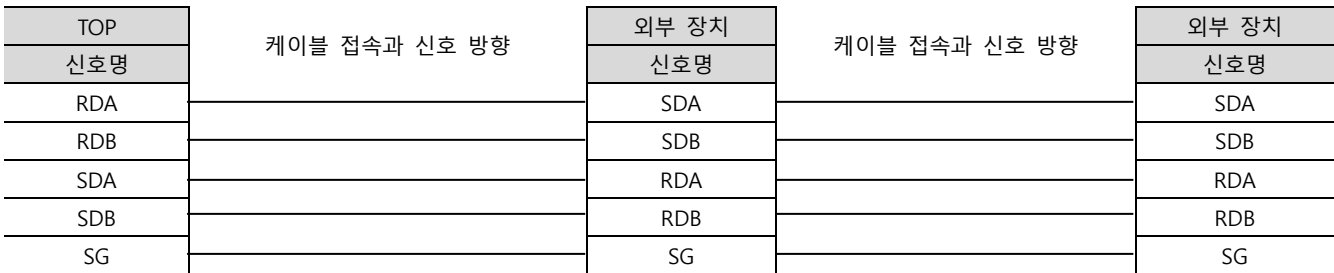 TOP 케이블 접속과 신호 방향 외부 장치 케이블 접속과 신호 방향 외부 장치
신호명 신호명 신호명
RDA SDA SDA
RDB SDB SDB
SDA RDA RDA
SDB RDB RDB
SG SG SG